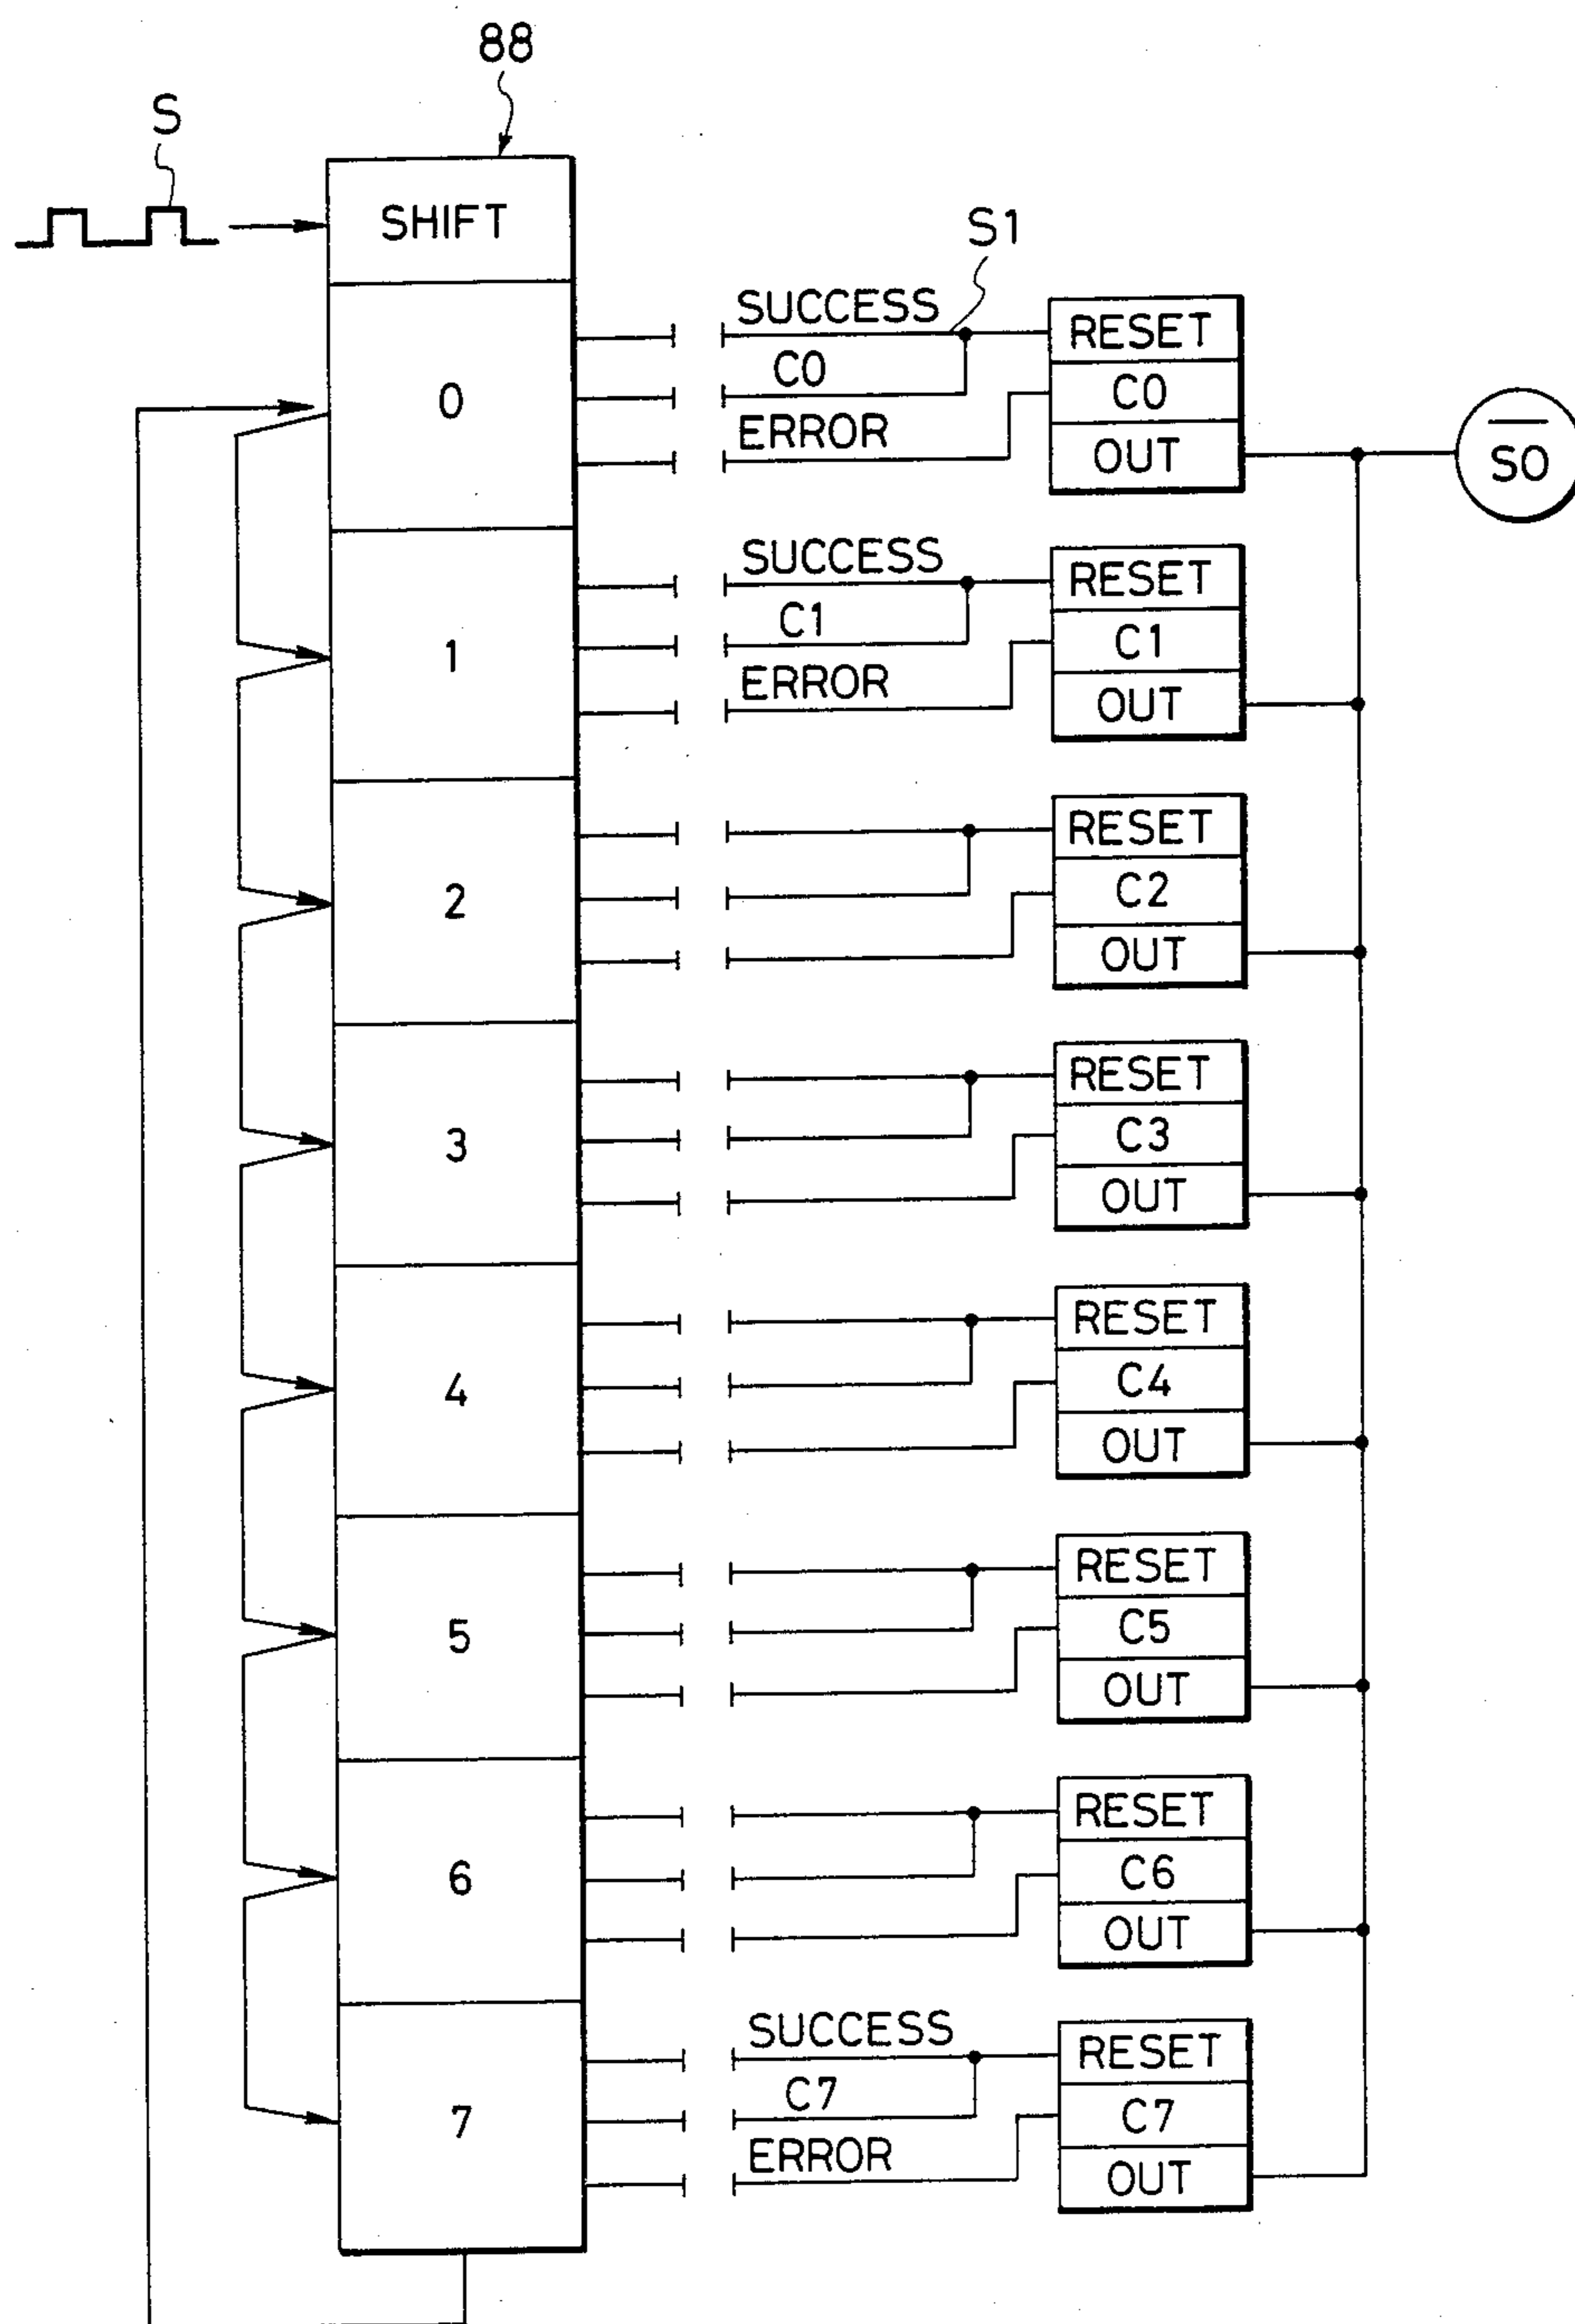 88
S
SHIFT
S1
SUCCESS
RESET
0
C0
C0
ERROR
OUT
S̅O̅
SUCCESS
RESET
1
C1
C1
ERROR
OUT
RESET
2
C2
OUT
RESET
3
C3
OUT
RESET
4
C4
OUT
RESET
5
C5
OUT
RESET
6
C6
OUT
SUCCESS
RESET
7
C7
C7
ERROR
OUT